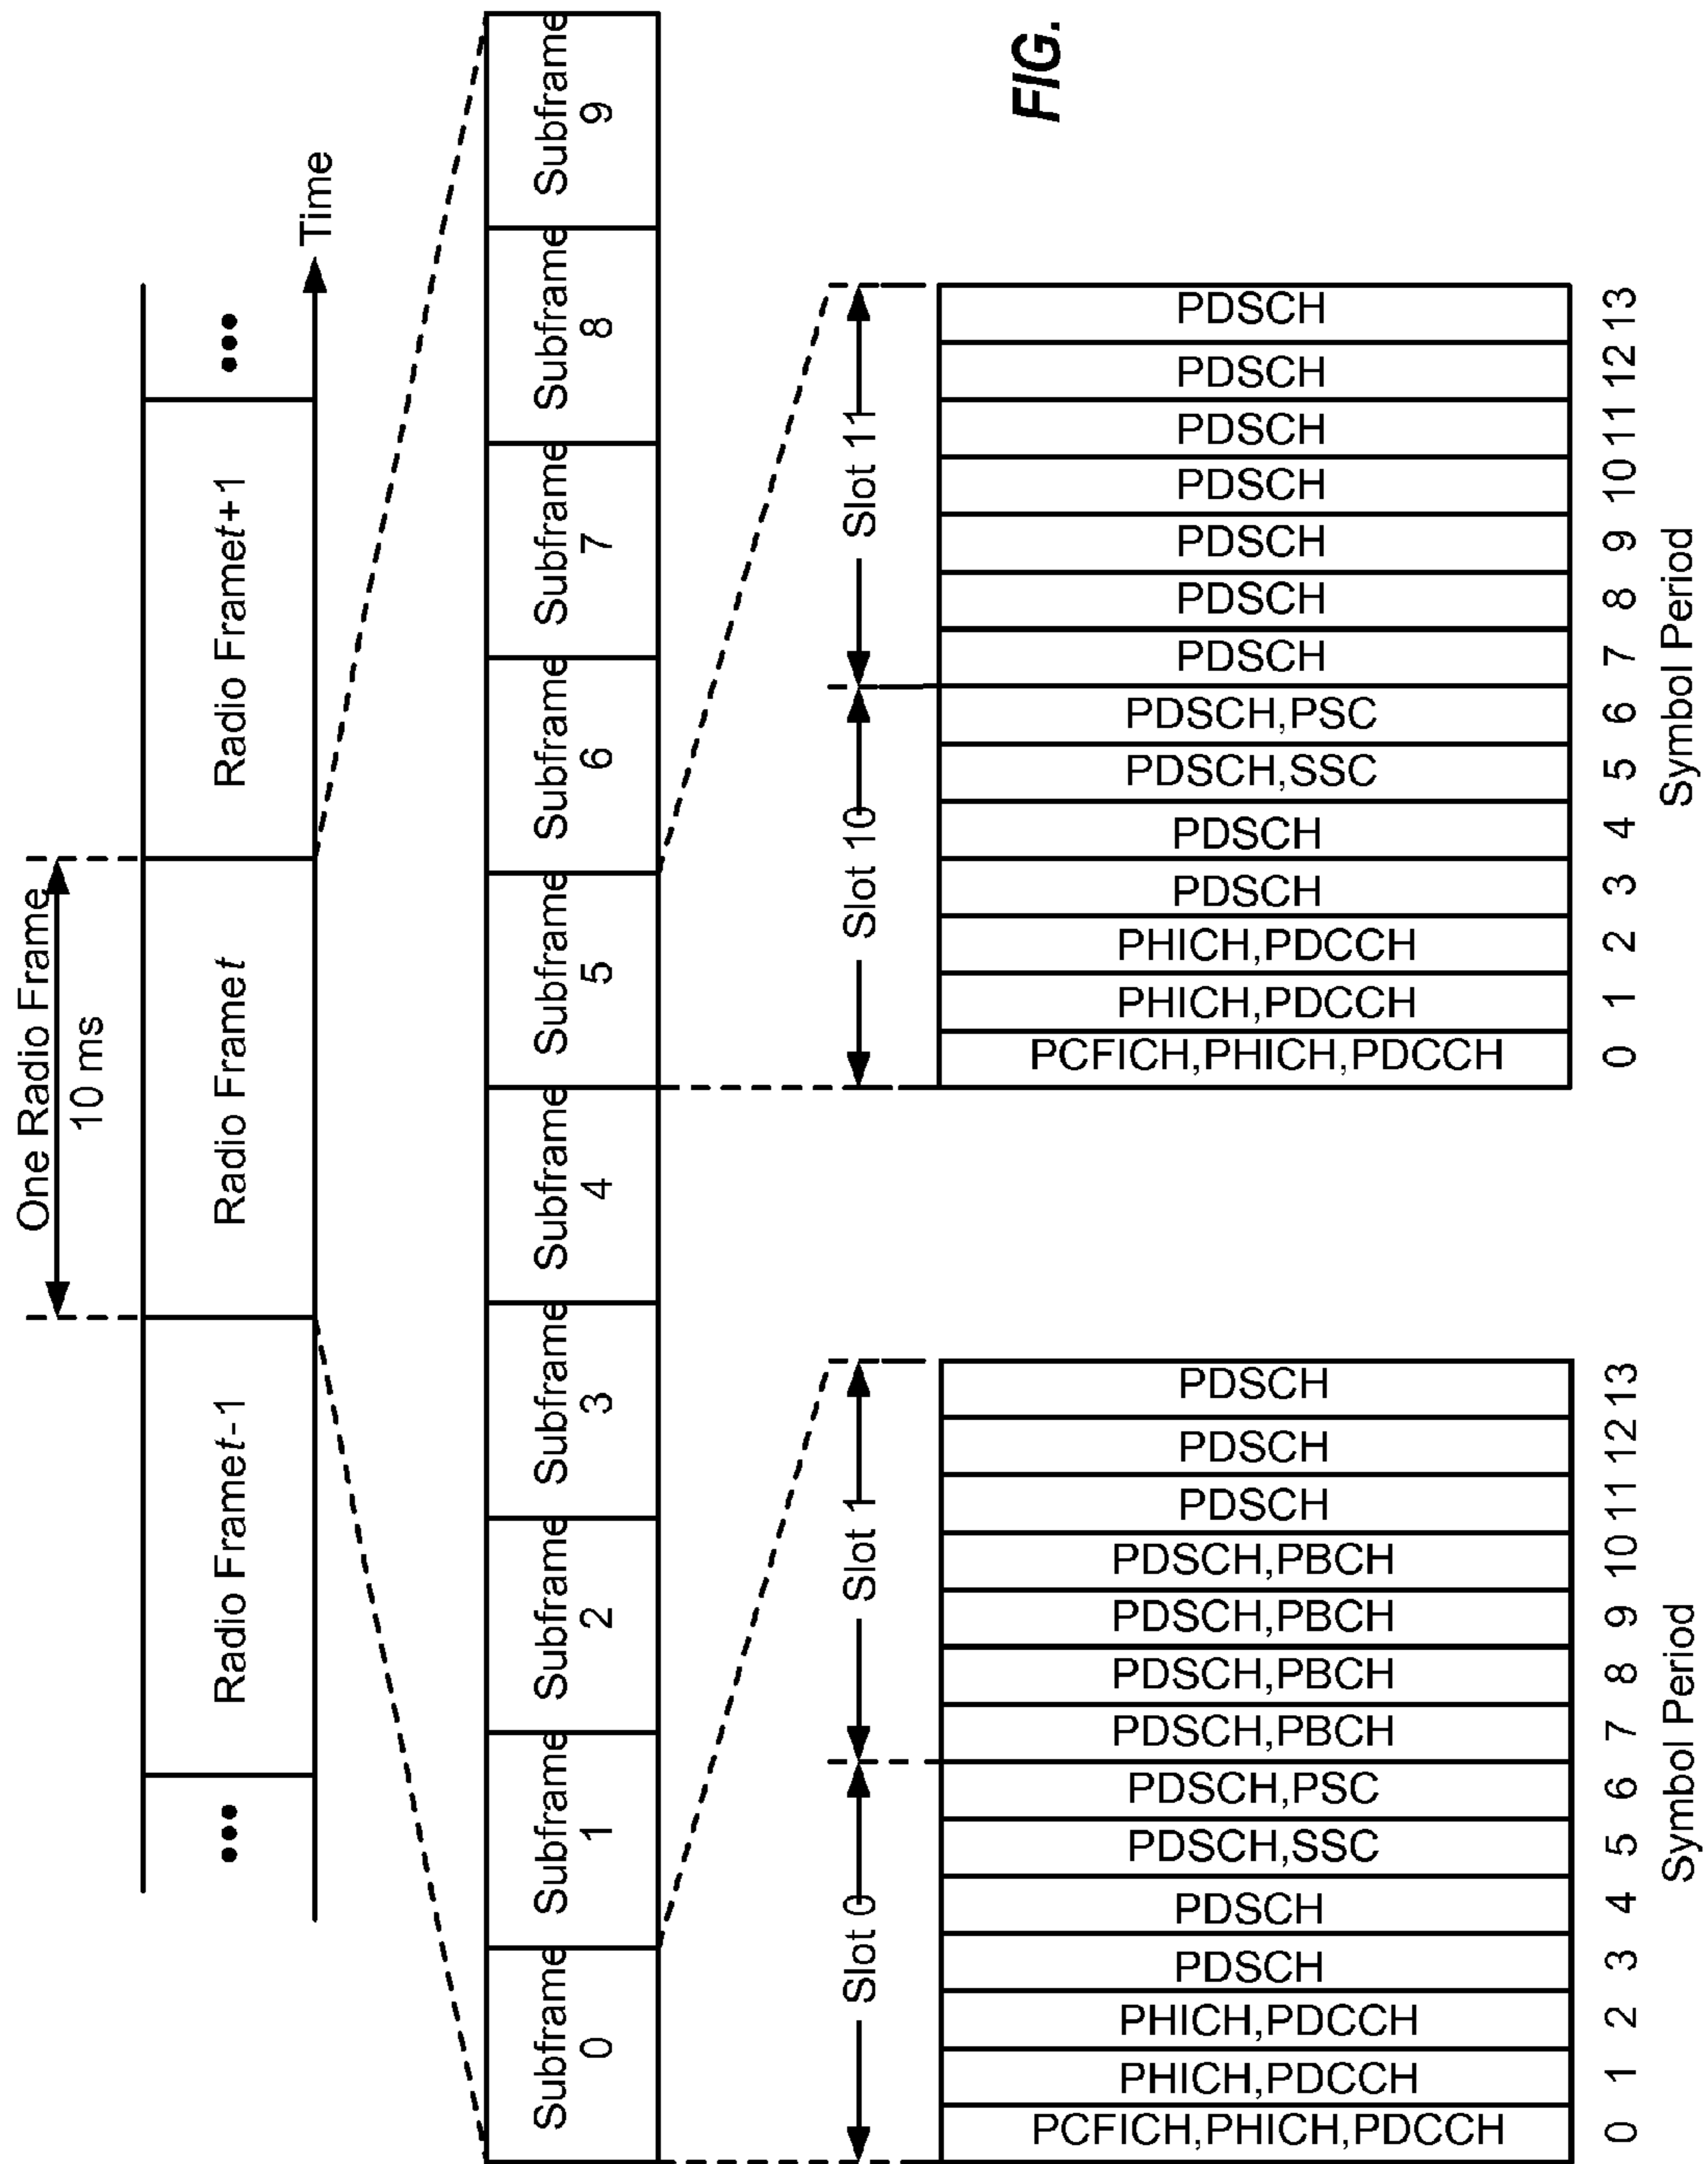 One Radio Frame
10 ms
•••
Radio Framet-1
Radio Framet
Radio Framet+1
•••
Time
Subframe
0
Subframe
1
Subframe
2
Subframe
3
Subframe
4
Subframe
5
Subframe
6
Subframe
7
Subframe
8
Subframe
9
Slot 0
Slot 1
PCFICH,PHICH,PDCCH
PHICH,PDCCH
PHICH,PDCCH
PDSCH
PDSCH
PDSCH,SSC
PDSCH,PSC
PDSCH,PBCH
PDSCH,PBCH
PDSCH,PBCH
PDSCH,PBCH
PDSCH
PDSCH
PDSCH
0 1 2 3 4 5 6 7 8 9 10 11 12 13
Symbol Period
Slot 10
Slot 11
PCFICH,PHICH,PDCCH
PHICH,PDCCH
PHICH,PDCCH
PDSCH
PDSCH
PDSCH,SSC
PDSCH,PSC
PDSCH
PDSCH
PDSCH
PDSCH
PDSCH
PDSCH
PDSCH
0 1 2 3 4 5 6 7 8 9 10 11 12 13
Symbol Period
FIG.